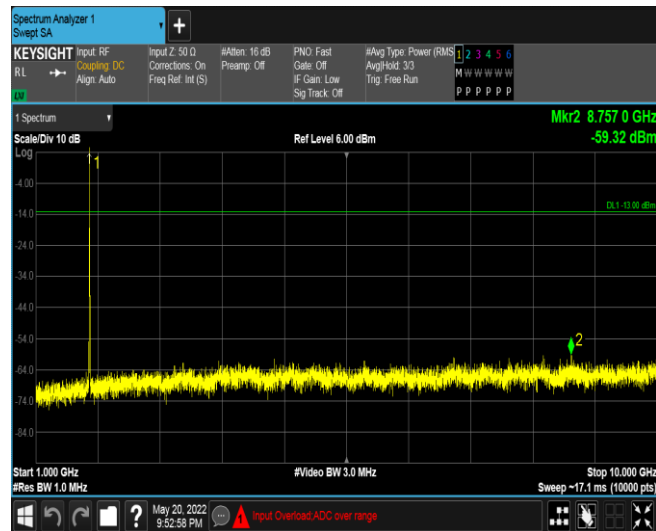 Spectrum Analyzer 1
Swept SA
+
KEYSIGHT
RL
LXI
Input: RF
Coupling: DC
Align: Auto
Input Z: 50 Ω
Corrections: On
Freq Ref: Int (S)
#Atten: 16 dB
Preamp: Off
PNO: Fast
Gate: Off
IF Gain: Low
Sig Track: Off
#Avg Type: Power (RMS
Avg|Hold: 3/3
Trig: Free Run
1 2 3 4 5 6
M W W W W W
P P P P P P
1 Spectrum
Mkr2 8.757 0 GHz
-59.32 dBm
Scale/Div 10 dB
Ref Level 6.00 dBm
Log
1
-4.00
DL1 -13.00 dBm
-14.0
-24.0
-34.0
-44.0
-54.0
2
-64.0
-74.0
-84.0
Start 1.000 GHz
#Video BW 3.0 MHz
Stop 10.000 GHz
#Res BW 1.0 MHz
Sweep ~17.1 ms (10000 pts)
?
May 20, 2022
9:52:58 PM
Input Overload:ADC over range